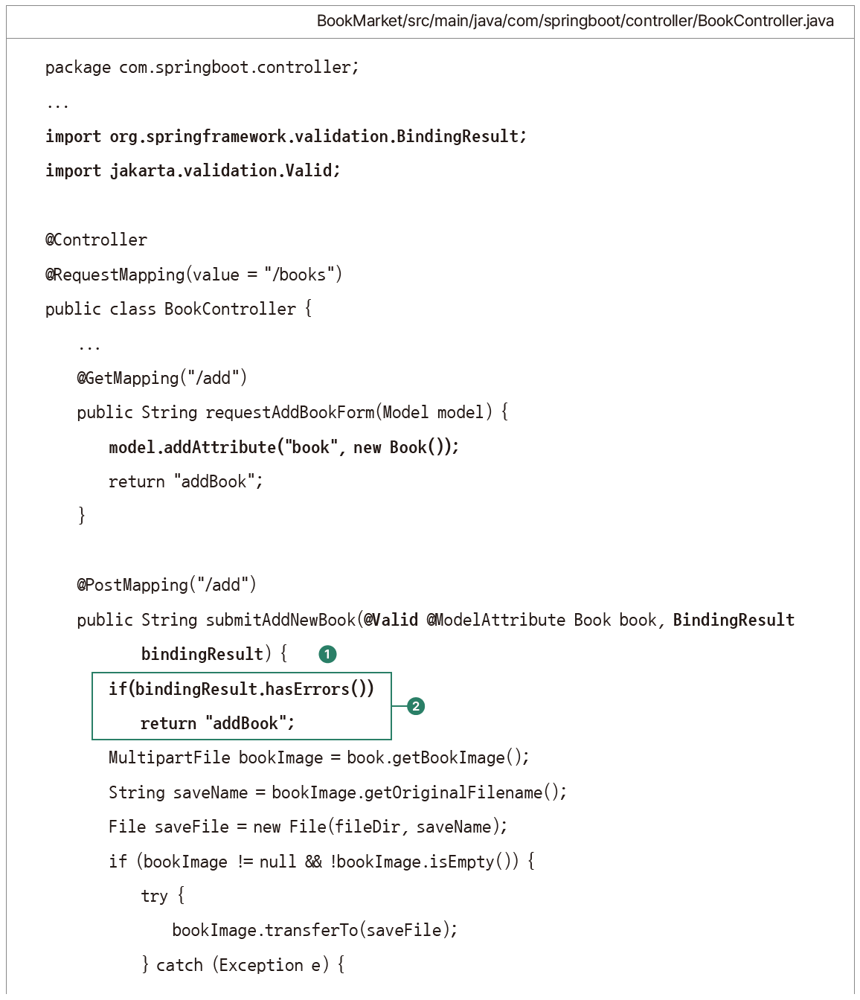 BookMarket/src/main/java/com/springboot/controller/BookController.java
package com.springboot.controller;
...
import org.springframework.validation.BindingResult;
import jakarta.validation.Valid;
@Controller
@RequestMapping(value = "/books")
public class BookController {
...
@GetMapping("/add")
public String requestAddBookForm(Model model) {
model.addAttribute("book", new Book());
return "addBook";
}
@PostMapping("/add")
public String submitAddNewBook(@Valid @ModelAttribute Book book, BindingResult
bindingResult) { 1
if(bindingResult.hasErrors())
2
return "addBook";
MultipartFile bookImage = book.getBookImage();
String saveName = bookImage.getOriginalFilename();
File saveFile = new File(fileDir, saveName);
if (bookImage != null && !bookImage.isEmpty()) {
try {
bookImage.transferTo(saveFile);
} catch (Exception e) {